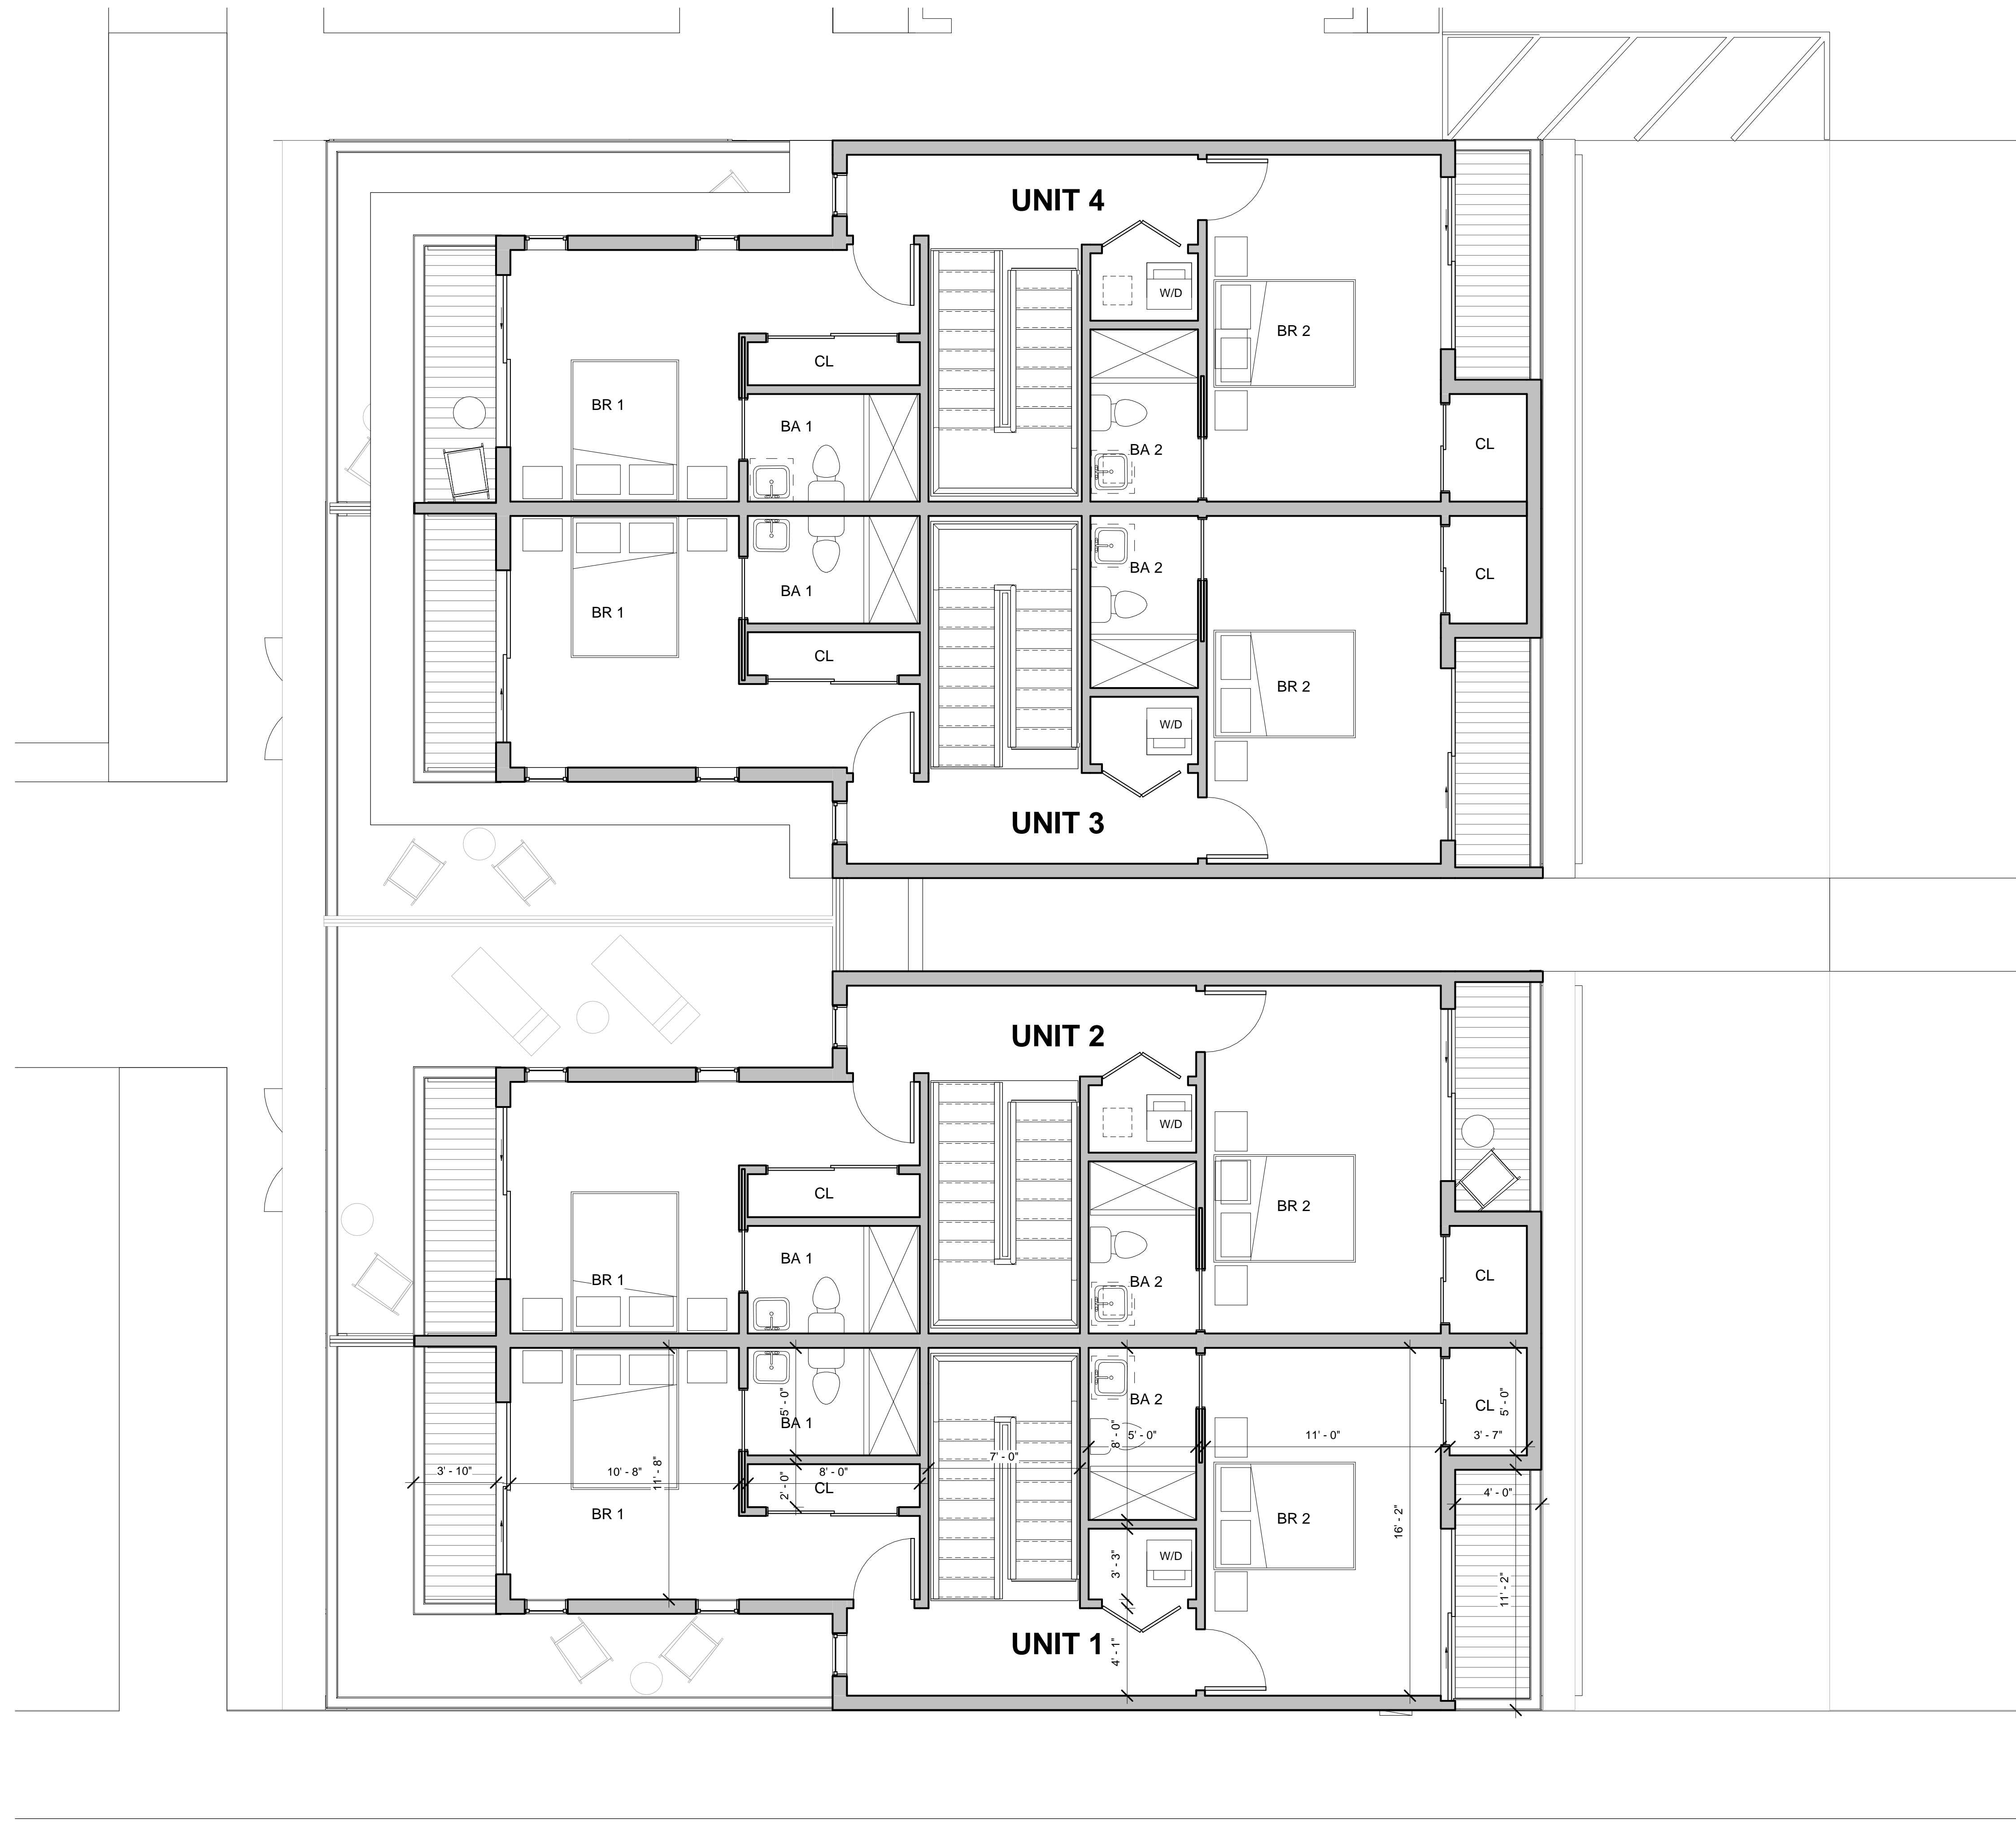 UNIT 4
W/D
BR 2
CL
BR 1
BA 1
CL
BA 2
CL
BA 2
BA 1
BR 1
CL
BR 2
W/D
UNIT 3
UNIT 2
W/D
CL
BR 2
BA 1
CL
BR 1
BA 2
BA 2
5' - 0"
CL
5' - 0"
BA 1
8' - 0"
5' - 0"
11' - 0"
3' - 7"
7' - 0"
3' - 10"
10' - 8"
11' - 8"
8' - 0"
2' - 0"
CL
4' - 0"
BR 1
BR 2
16' - 2"
W/D
3' - 3"
11' - 2"
UNIT 1
4' - 1"